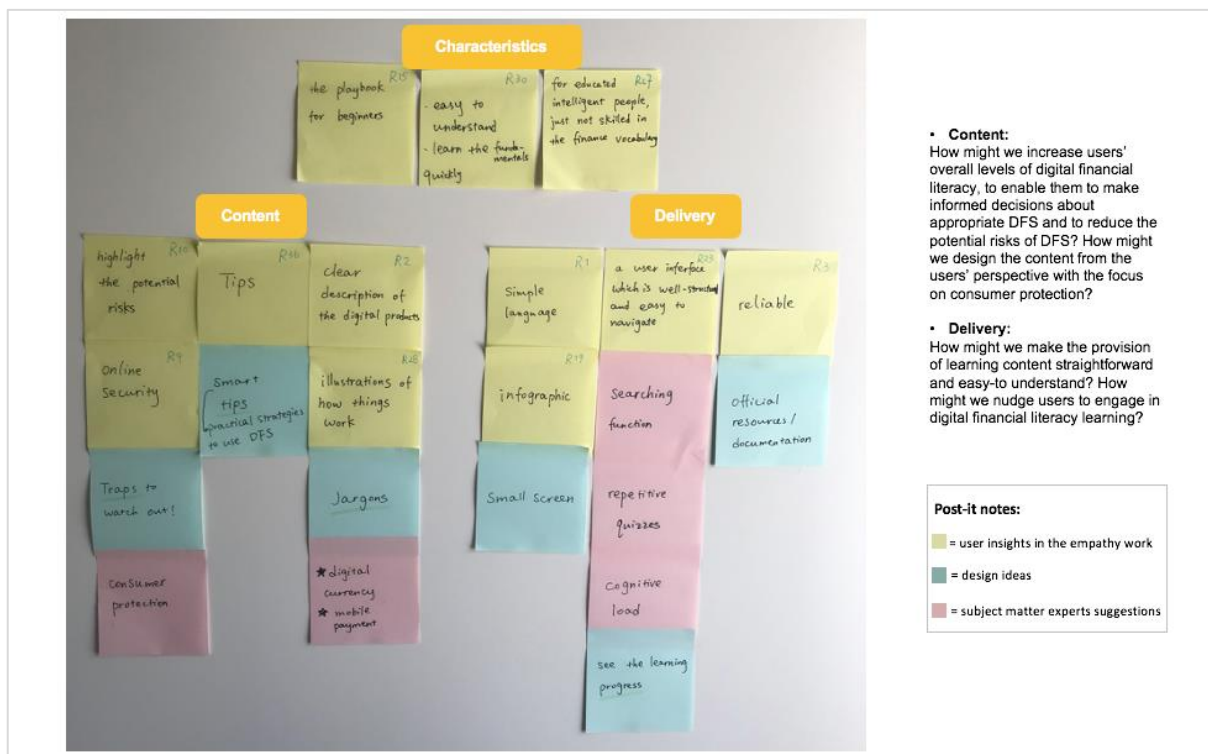 Characteristics
R15
the playbook
for beginners
R30
- easy to
understand
- learn the funda-
mentals
quickly
R27
for educated
intelligent people,
just not skilled in
the finance vocabulary
Content
highlight
the potential
risks
R36
Tips
R2
clear
description of
the digital products
R9
Online
Security
Smart
tips
practical strategies
to use DFS
R28
illustrations of
how things
work
Traps to
watch out!
Jargons
consumer
protection
★ digital
currency
★ mobile
payment
Delivery
R1
Simple
language
R23
a user interface
which is well-structured
and easy to
navigate
R3
reliable
R19
infographic
Searching
function
official
resources/
documentation
Small screen
repetitive
quizzes
cognitive
load
see the learning
progress
• Content:
How might we increase users'
overall levels of digital financial
literacy, to enable them to make
informed decisions about
appropriate DFS and to reduce the
potential risks of DFS? How might
we design the content from the
users' perspective with the focus
on consumer protection?
• Delivery:
How might we make the provision
of learning content straightforward
and easy-to understand? How
might we nudge users to engage in
digital financial literacy learning?
Post-it notes:
= user insights in the empathy work
= design ideas
= subject matter experts suggestions